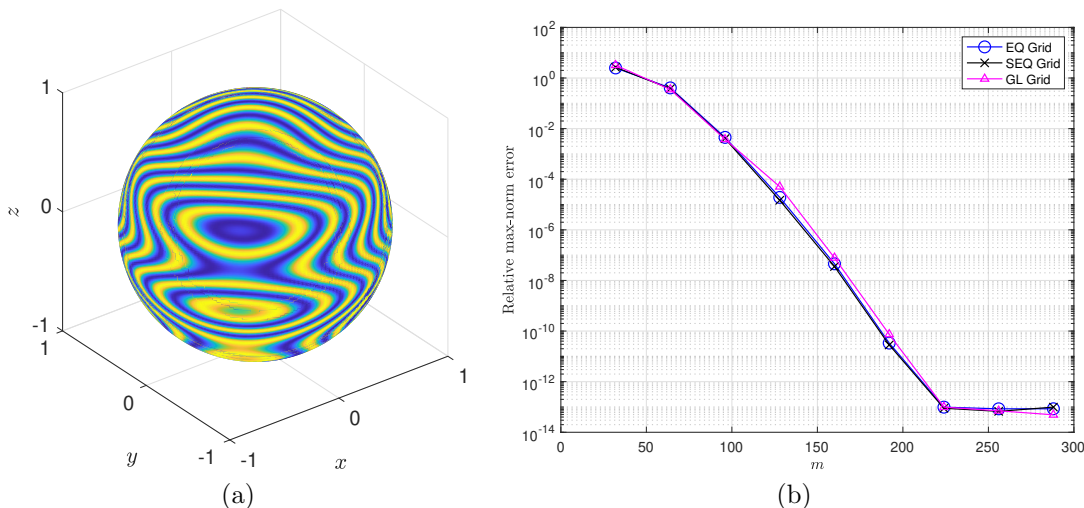 1
0
-1
z
1
0
-1
y
-1
0
1
x
(a)
10^2
10^0
10^-2
10^-4
10^-6
10^-8
10^-10
10^-12
10^-14
Relative max-norm error
0 50 100 150 200 250 300
m
EQ Grid
SEQ Grid
GL Grid
(b)